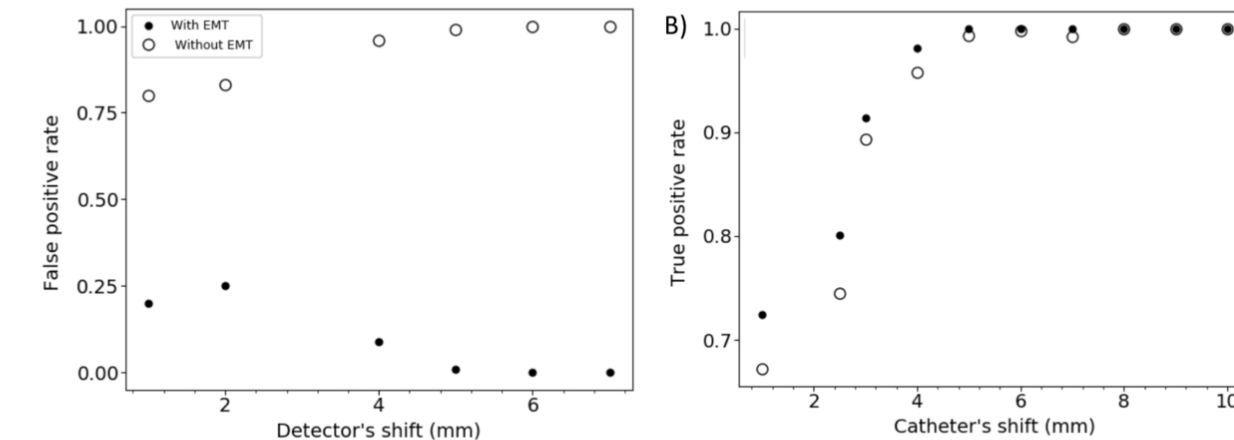 With EMT
Without EMT
False positive rate
1.00
0.75
0.50
0.25
0.00
2 4 6
Detector's shift (mm)
B)
True positive rate
1.0
0.9
0.8
0.7
2 4 6 8 10
Catheter's shift (mm)